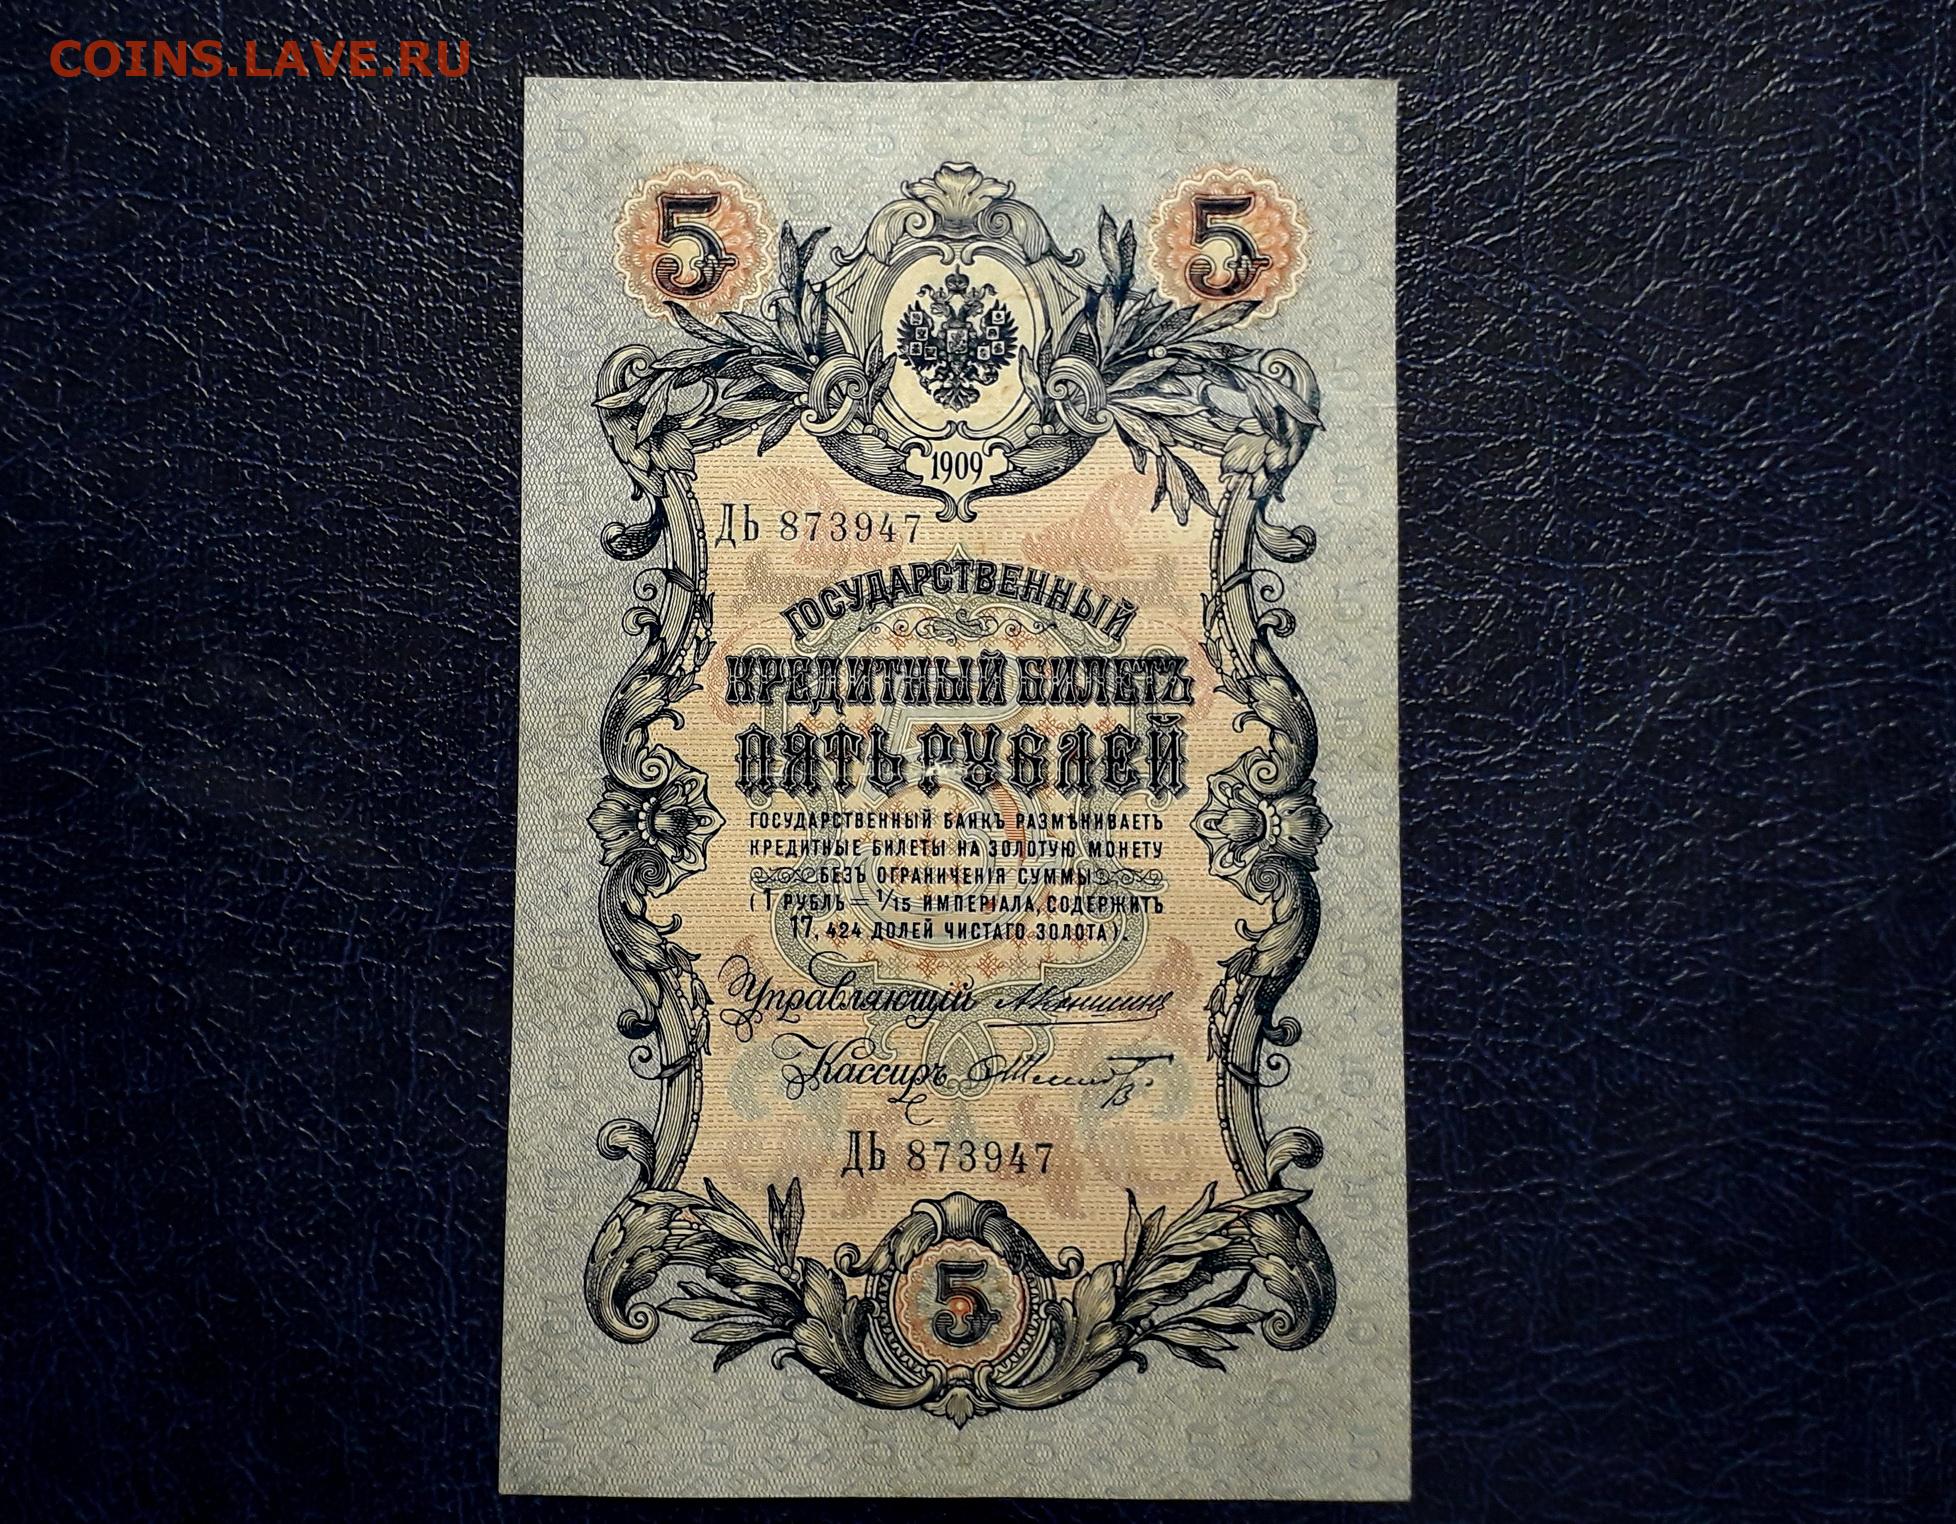 COINS.LAVE.RU
5 5
1909
ДЬ 873947
ГОСУДАРСТВЕННЫЙ
КРЕДИТНЫЙ БИЛЕТЪ
ПЯТЬ РУБЛЕЙ
ГОСУДАРСТВЕННЫЙ БАНКЪ РАЗМѢНИВАЕТЪ
КРЕДИТНЫЕ БИЛЕТЫ НА ЗОЛОТУЮ МОНЕТУ
БЕЗЪ ОГРАНИЧЕНІЯ СУММЫ
(1 РУБЛЬ = 1/15 ИМПЕРІАЛА, СОДЕРЖИТЪ
17,424 ДОЛЕЙ ЧИСТАГО ЗОЛОТА).
Управляющій АКоншинъ
Кассиръ
ДЬ 873947
5